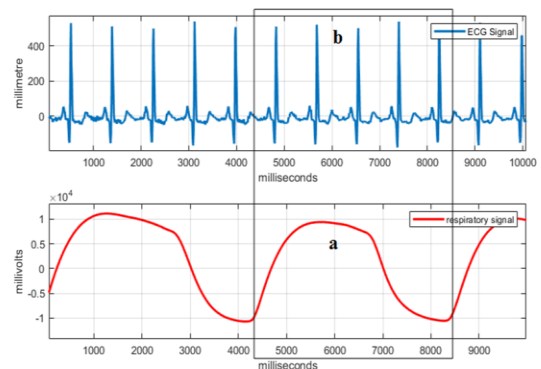 b
ECG Signal
millimetre
400
200
0
1000 2000 3000 4000 5000 6000 7000 8000 9000 10000
milliseconds
×10⁴
respiratory signal
a
millivolts
1
0.5
0
-0.5
-1
1000 2000 3000 4000 5000 6000 7000 8000 9000
milliseconds